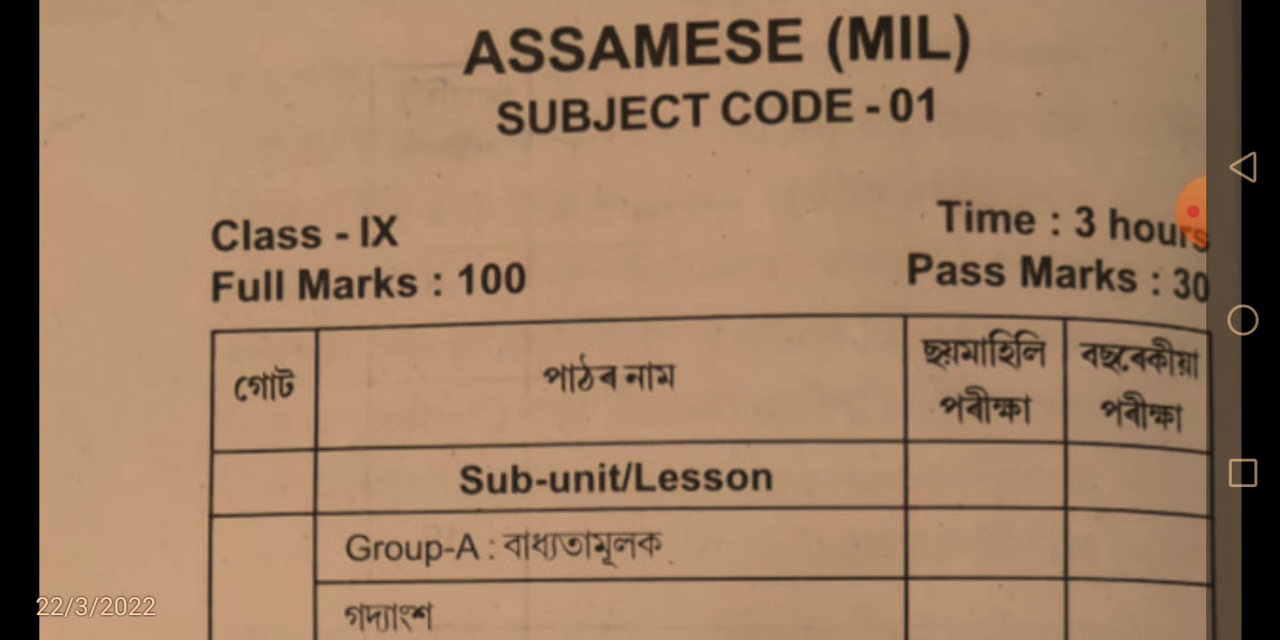 ASSAMESE (MIL)
SUBJECT CODE - 01
Class - IX
Time : 3 hours
Full Marks : 100
Pass Marks : 30
গোট
পাঠৰ নাম
ছয়মাহিলি
পৰীক্ষা
বছৰেকীয়া
পৰীক্ষা
Sub-unit/Lesson
Group-A : বাধ্যতামূলক
গদ্যাংশ
22/3/2022